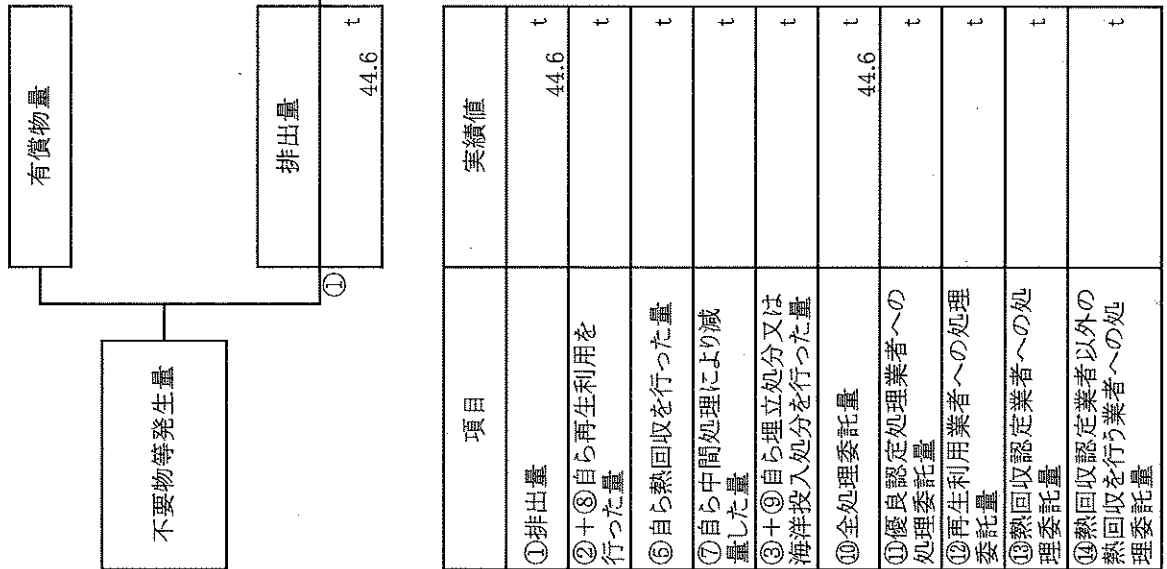 不要物等発生量
有償物量
①
排出量
44.6 t
項目
実績値
①排出量
44.6 t
②+⑧自ら再生利用を
行った量
t
⑥自ら熱回収を行った量
t
⑦自ら中間処理により減
量した量
t
③+⑨自ら埋立処分又は
海洋投入処分を行った量
t
⑩全処理委託量
44.6 t
⑪優良認定処理業者への
処理委託量
t
⑫再生利用業者への処理
委託量
t
⑬熱回収認定業者への処
理委託量
t
⑭熱回収認定業者以外の
熱回収を行う業者への処
理委託量
t